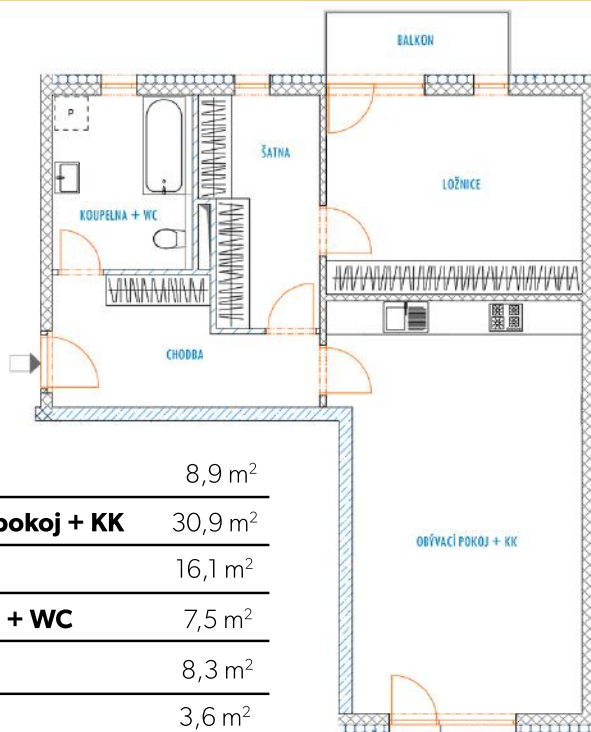 BALKON
ŠATNA
LOŽNICE
P
KOUPELNA + WC
CHODBA
OBÝVACÍ POKOJ + KK
8,9 m²
pokoj + KK 30,9 m²
16,1 m²
+ WC 7,5 m²
8,3 m²
3,6 m²